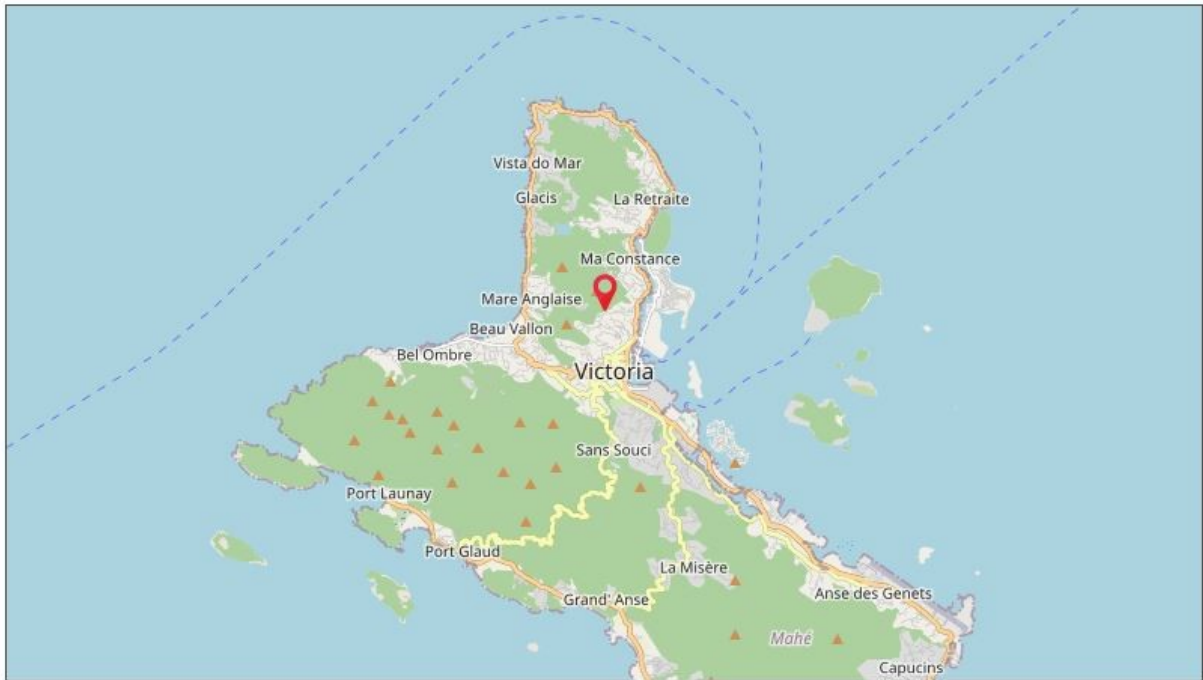 Vista do Mar
Glacis
La Retraite
Ma Constance
Mare Anglaise
Beau Vallon
Bel Ombre
Victoria
Sans Souci
Port Launay
Port Glaud
La Misère
Anse des Genets
Grand' Anse
Mahé
Capucins